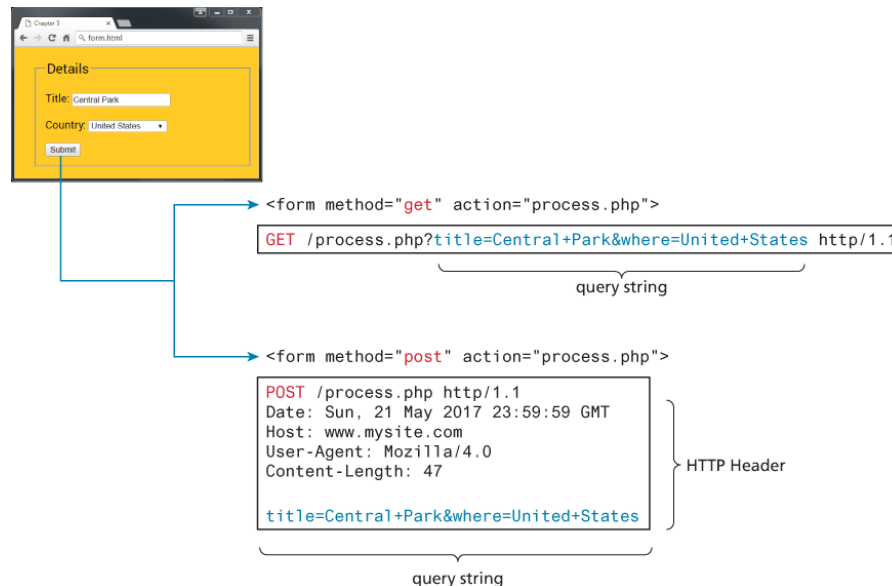 Chapter 5
form.html
Details
Title: Central Park
Country: United States
Submit
<form method="get" action="process.php">
GET /process.php?title=Central+Park&where=United+States http/1.1
query string
<form method="post" action="process.php">
POST /process.php http/1.1
Date: Sun, 21 May 2017 23:59:59 GMT
Host: www.mysite.com
User-Agent: Mozilla/4.0
Content-Length: 47
HTTP Header
title=Central+Park&where=United+States
query string